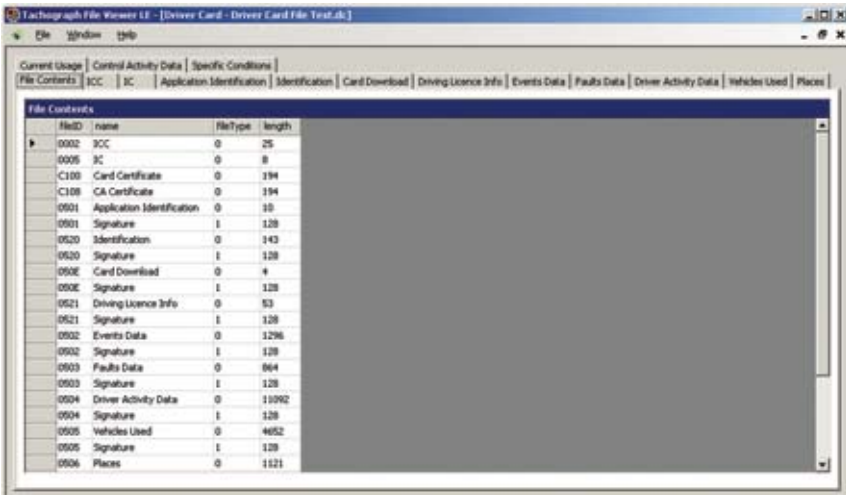 Tachograph File Viewer LE - [Driver Card - Driver Card File Test.dc]
File Window Help
Current Usage Control Activity Data Specific Conditions
File Contents ICC IC Application Identification Identification Card Download Driving Licence Info Events Data Faults Data Driver Activity Data Vehicles Used Places
File Contents
fileID name fileType length
0002 ICC 0 25
0005 IC 0 8
C100 Card Certificate 0 194
C108 CA Certificate 0 194
0501 Application Identification 0 10
0501 Signature 1 128
0520 Identification 0 143
0520 Signature 1 128
050E Card Download 0 4
050E Signature 1 128
0521 Driving Licence Info 0 53
0521 Signature 1 128
0502 Events Data 0 1296
0502 Signature 1 128
0503 Faults Data 0 864
0503 Signature 1 128
0504 Driver Activity Data 0 11092
0504 Signature 1 128
0505 Vehicles Used 0 4652
0505 Signature 1 128
0506 Places 0 1121